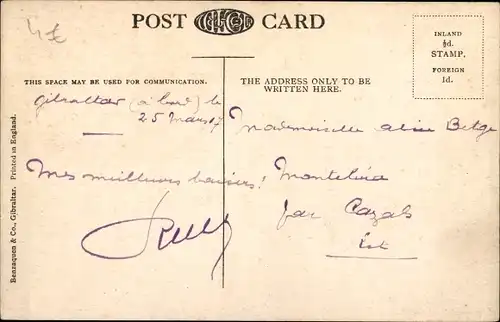 4 €
POST CARD
INLAND
½d.
STAMP.
FOREIGN
1d.
THIS SPACE MAY BE USED FOR COMMUNICATION.
THE ADDRESS ONLY TO BE
WRITTEN HERE.
Gibraltar (à bord) le
25 Mars 17
Mes meilleurs baisers!
Mademoiselle Alice
Par Cazals
Lot
Benzaquen & Co., Gibraltar. Printed in England.